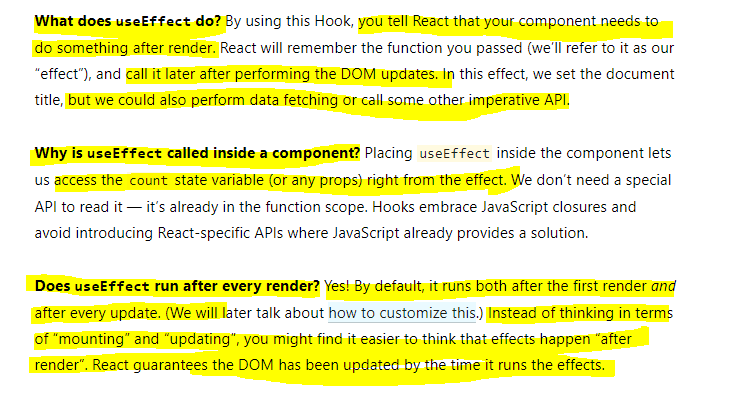 What does useEffect do? By using this Hook, you tell React that your component needs to
do something after render. React will remember the function you passed (we’ll refer to it as our
“effect”), and call it later after performing the DOM updates. In this effect, we set the document
title, but we could also perform data fetching or call some other imperative API.
Why is useEffect called inside a component? Placing useEffect inside the component lets
us access the count state variable (or any props) right from the effect. We don’t need a special
API to read it — it’s already in the function scope. Hooks embrace JavaScript closures and
avoid introducing React-specific APIs where JavaScript already provides a solution.
Does useEffect run after every render? Yes! By default, it runs both after the first render and
after every update. (We will later talk about how to customize this.) Instead of thinking in terms
of “mounting” and “updating”, you might find it easier to think that effects happen “after
render”. React guarantees the DOM has been updated by the time it runs the effects.